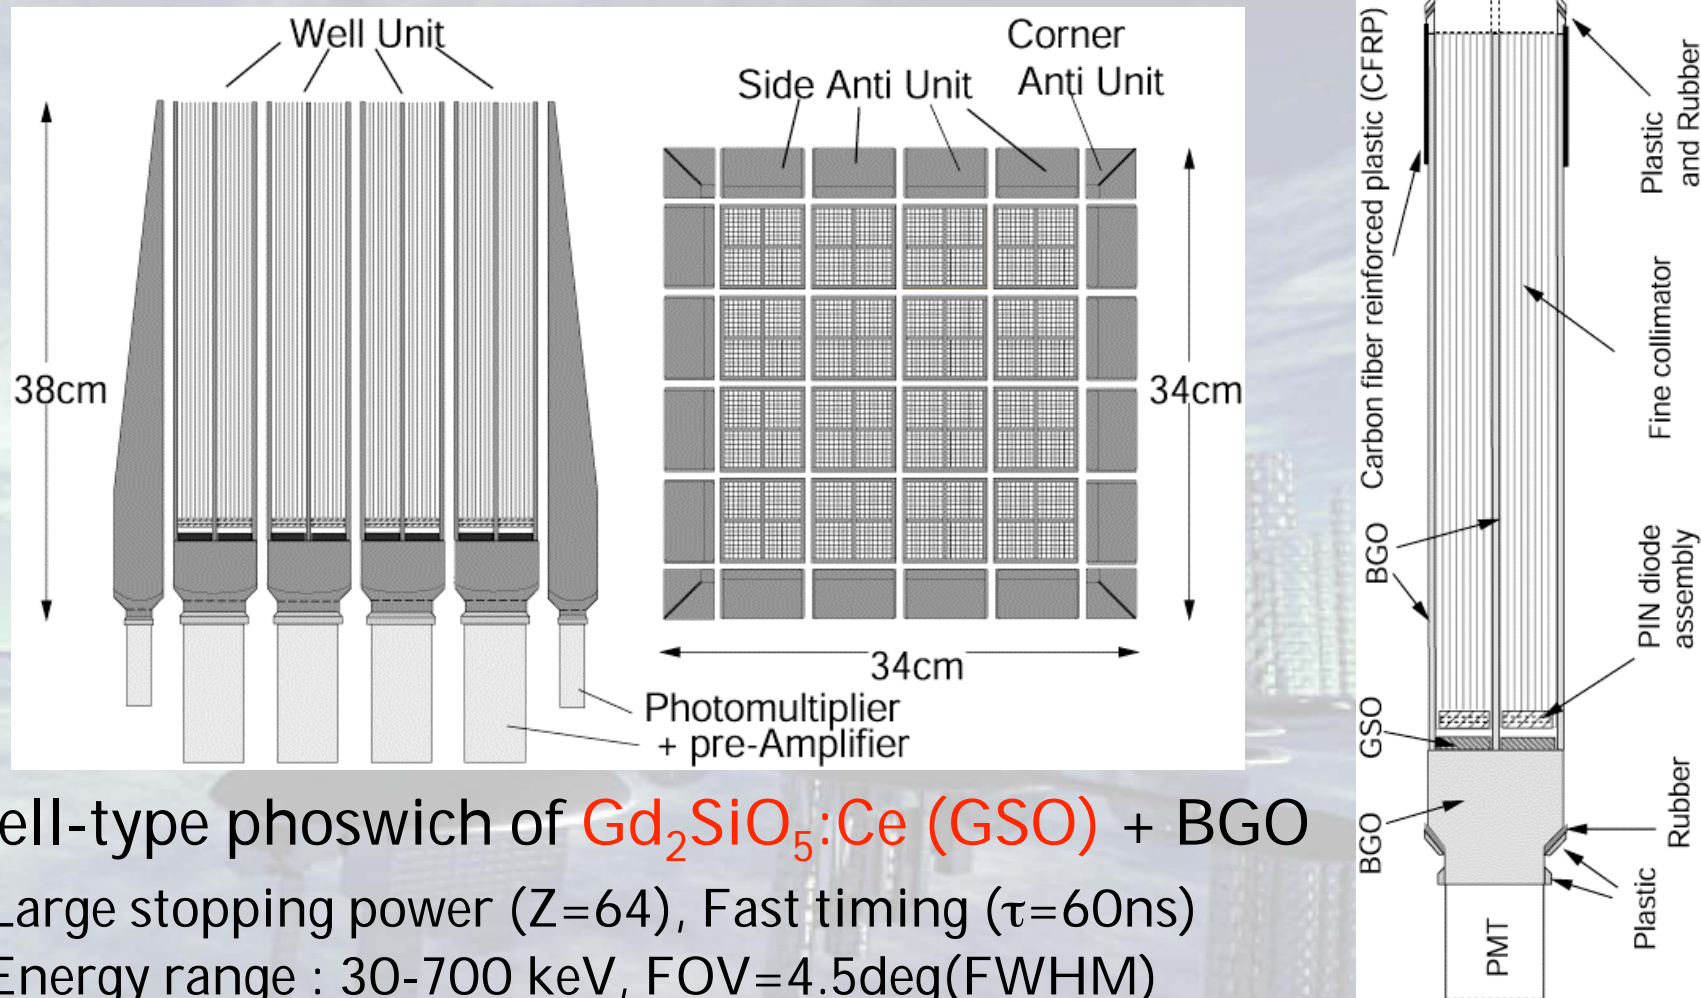 Well Unit
Corner
Side Anti Unit
Anti Unit
38cm
34cm
34cm
Photomultiplier
+ pre-Amplifier
Carbon fiber reinforced plastic (CFRP)
Plastic
and Rubber
Fine collimator
BGO
PIN diode
assembly
GSO
BGO
Rubber
Plastic
PMT
ell-type phoswich of Gd₂SiO₅:Ce (GSO) + BGO
Large stopping power (Z=64), Fast timing (τ=60ns)
Energy range : 30-700 keV, FOV=4.5deg(FWHM)